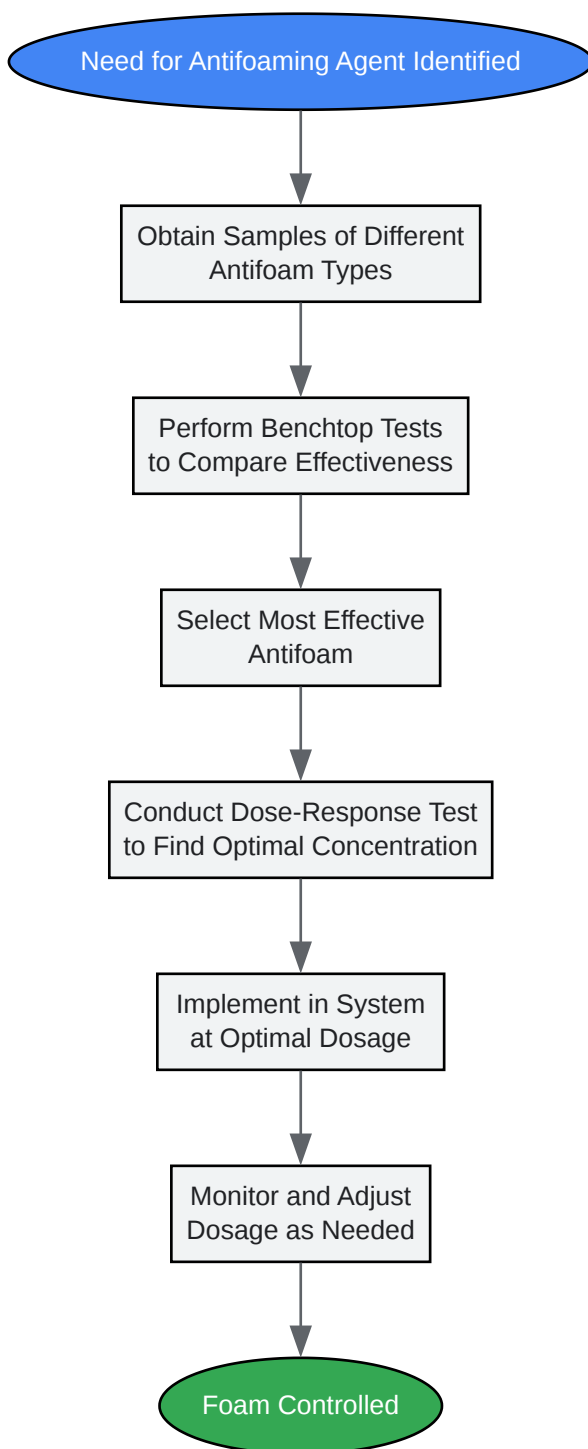 Need for Antifoaming Agent Identified
Obtain Samples of Different
Antifoam Types
Perform Benchtop Tests
to Compare Effectiveness
Select Most Effective
Antifoam
Conduct Dose-Response Test
to Find Optimal Concentration
Implement in System
at Optimal Dosage
Monitor and Adjust
Dosage as Needed
Foam Controlled